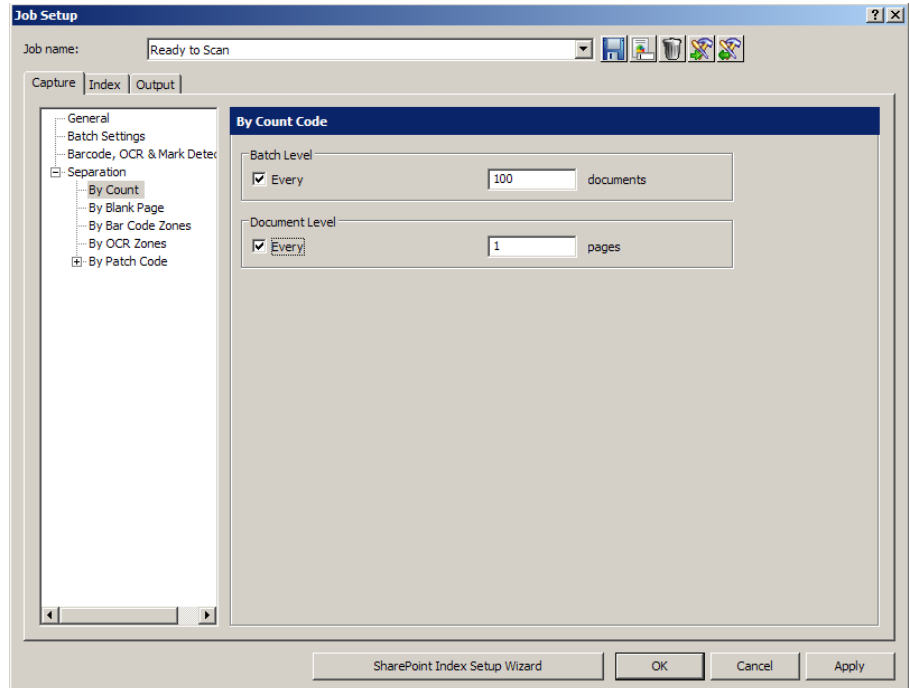 Job Setup
Job name: Ready to Scan
Capture Index Output
General
Batch Settings
Barcode, OCR & Mark Detec
Separation
By Count
By Blank Page
By Bar Code Zones
By OCR Zones
By Patch Code
By Count Code
Batch Level
Every 100 documents
Document Level
Every 1 pages
SharePoint Index Setup Wizard OK Cancel Apply